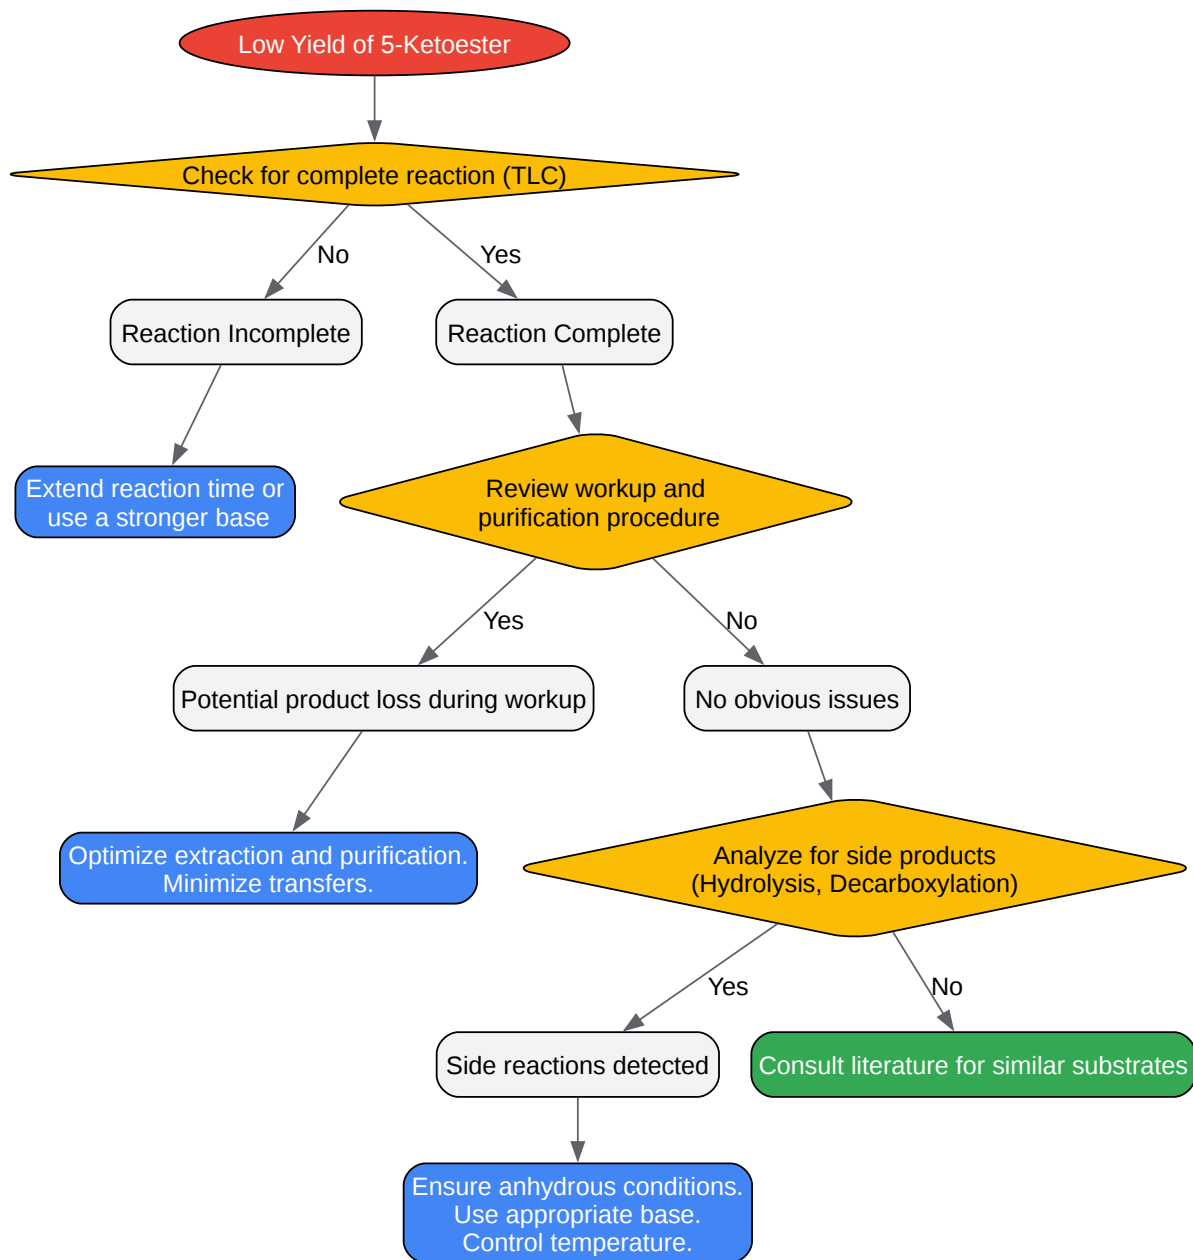 Low Yield of 5-Ketoester
Check for complete reaction (TLC)
No
Yes
Reaction Incomplete
Reaction Complete
Extend reaction time or
use a stronger base
Review workup and
purification procedure
Yes
No
Potential product loss during workup
No obvious issues
Optimize extraction and purification.
Minimize transfers.
Analyze for side products
(Hydrolysis, Decarboxylation)
Yes
No
Side reactions detected
Consult literature for similar substrates
Ensure anhydrous conditions.
Use appropriate base.
Control temperature.